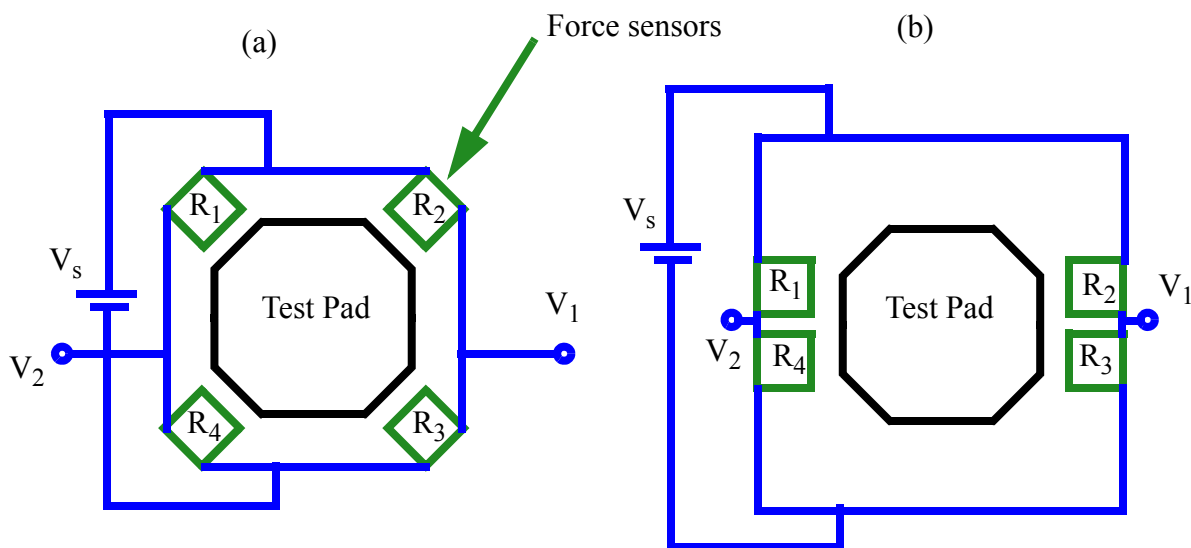 Force sensors
(a)
R1
R2
Vs
Test Pad
V1
V2
R4
R3
(b)
Vs
R1
R2
Test Pad
V1
V2
R4
R3